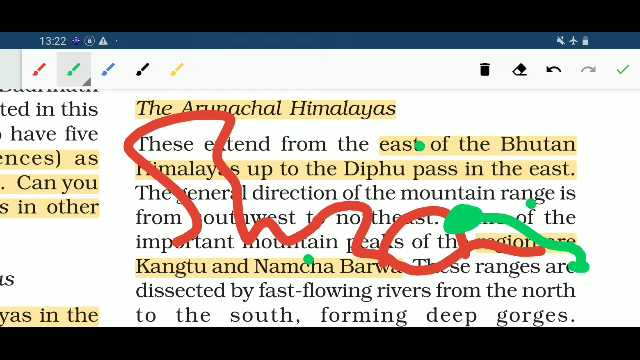 13:22
Badrinath
ted in this
The Arunachal Himalayas
o have five
These extend from the east of the Bhutan
ences) as
Himalayas up to the Diphu pass in the east.
. Can you
The general direction of the mountain range is
s in other
from southwest to northeast. of the
important mountain peaks of the region are
Kangtu and Namcha Barwa. These ranges are
us
dissected by fast-flowing rivers from the north
yas in the
to the south, forming deep gorges.